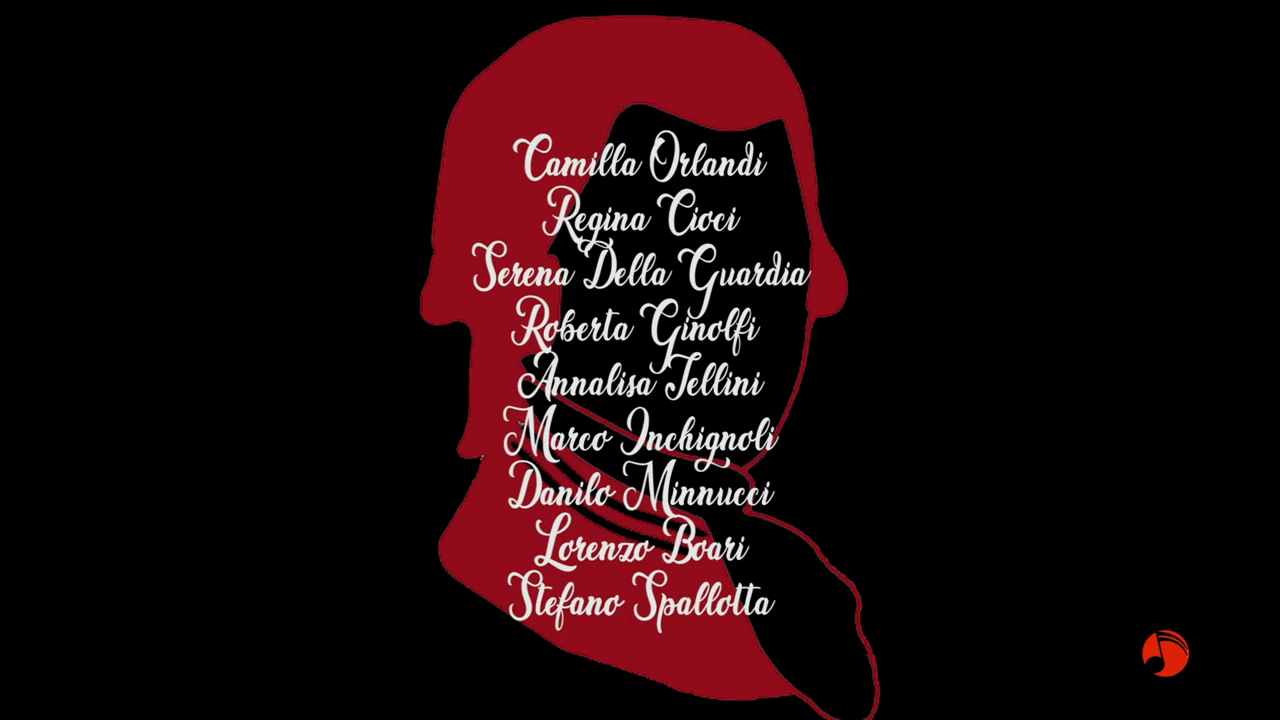 Camilla Orlandi
Regina Cioci
Serena Della Guardia
Roberta Ginolfi
Annalisa Tellini
Marco Inchignoli
Danilo Minnucci
Lorenzo Boari
Stefano Spallotta